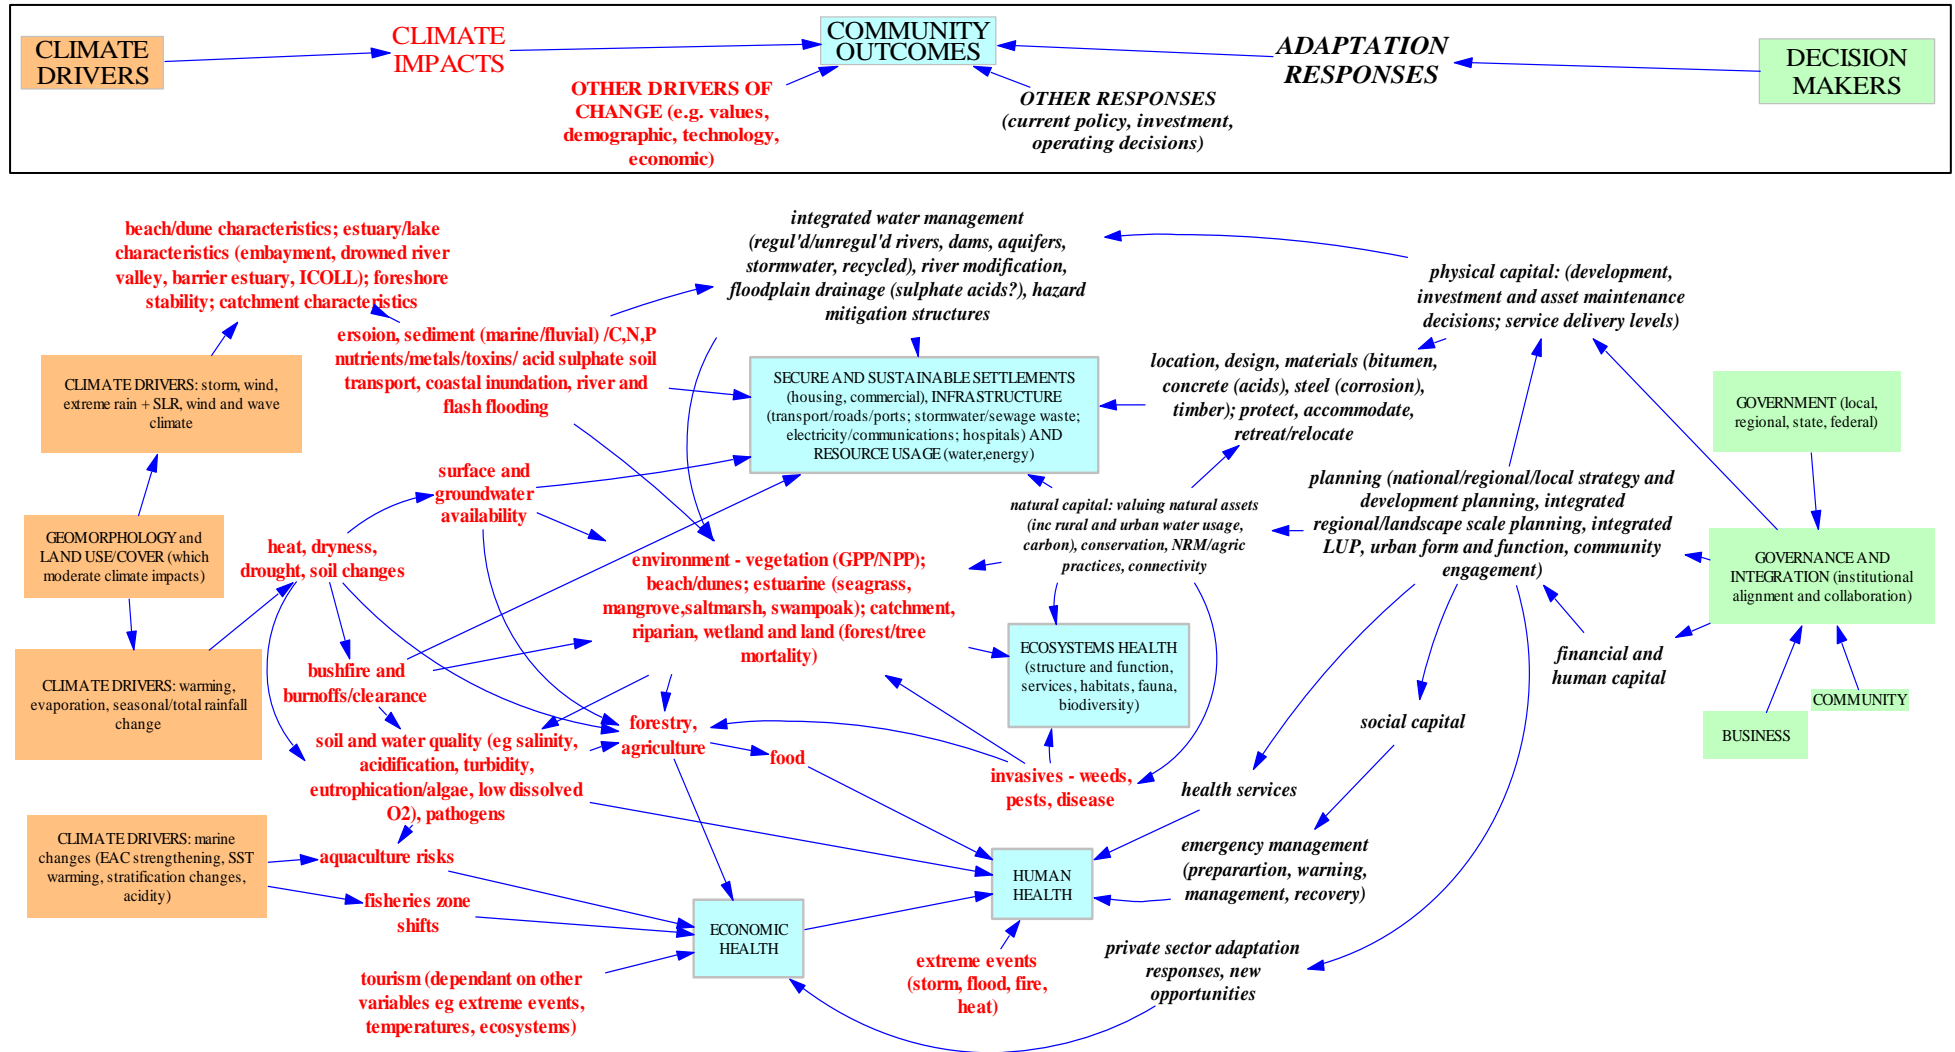 CLIMATE
DRIVERS
CLIMATE
IMPACTS
COMMUNITY
OUTCOMES
ADAPTATION
RESPONSES
DECISION
MAKERS
OTHER DRIVERS OF
CHANGE (e.g. values,
demographic, technology,
economic)
OTHER RESPONSES
(current policy, investment,
operating decisions)
beach/dune characteristics; estuary/lake
characteristics (embayment, drowned river
valley, barrier estuary, ICOLL); foreshore
stability; catchment characteristics
integrated water management
(regul'd/unregul'd rivers, dams, aquifers,
stormwater, recycled), river modification,
floodplain drainage (sulphate acids?), hazard
mitigation structures
physical capital: (development,
investment and asset maintenance
decisions; service delivery levels)
ersoion, sediment (marine/fluvial) /C,N,P
nutrients/metals/toxins/ acid sulphate soil
transport, coastal inundation, river and
flash flooding
CLIMATE DRIVERS: storm, wind,
extreme rain + SLR, wind and wave
climate
SECURE AND SUSTAINABLE SETTLEMENTS
(housing, commercial), INFRASTRUCTURE
(transport/roads/ports; stormwater/sewage waste;
electricity/communications; hospitals) AND
RESOURCE USAGE (water,energy)
location, design, materials (bitumen,
concrete (acids), steel (corrosion),
timber); protect, accommodate,
retreat/relocate
GOVERNMENT (local,
regional, state, federal)
surface and
groundwater
availability
natural capital: valuing natural assets
(inc rural and urban water usage,
carbon), conservation, NRM/agric
practices, connectivity
planning (national/regional/local strategy and
development planning, integrated
regional/landscape scale planning, integrated
LUP, urban form and function, community
engagement)
GEOMORPHOLOGY and
LAND USE/COVER (which
moderate climate impacts)
heat, dryness,
drought, soil changes
environment - vegetation (GPP/NPP);
beach/dunes; estuarine (seagrass,
mangrove,saltmarsh, swampoak); catchment,
riparian, wetland and land (forest/tree
mortality)
GOVERNANCE AND
INTEGRATION (institutional
alignment and collaboration)
CLIMATE DRIVERS: warming,
evaporation, seasonal/total rainfall
change
bushfire and
burnoffs/clearance
ECOSYSTEMS HEALTH
(structure and function,
services, habitats, fauna,
biodiversity)
financial and
human capital
COMMUNITY
BUSINESS
social capital
soil and water quality (eg salinity,
acidification, turbidity,
eutrophication/algae, low dissolved
O2), pathogens
forestry,
agriculture
food
invasives - weeds,
pests, disease
health services
CLIMATE DRIVERS: marine
changes (EAC strengthening, SST
warming, stratification changes,
acidity)
aquaculture risks
fisheries zone
shifts
HUMAN
HEALTH
emergency management
(preparartion, warning,
management, recovery)
ECONOMIC
HEALTH
tourism (dependant on other
variables eg extreme events,
temperatures, ecosystems)
extreme events
(storm, flood, fire,
heat)
private sector adaptation
responses, new
opportunities